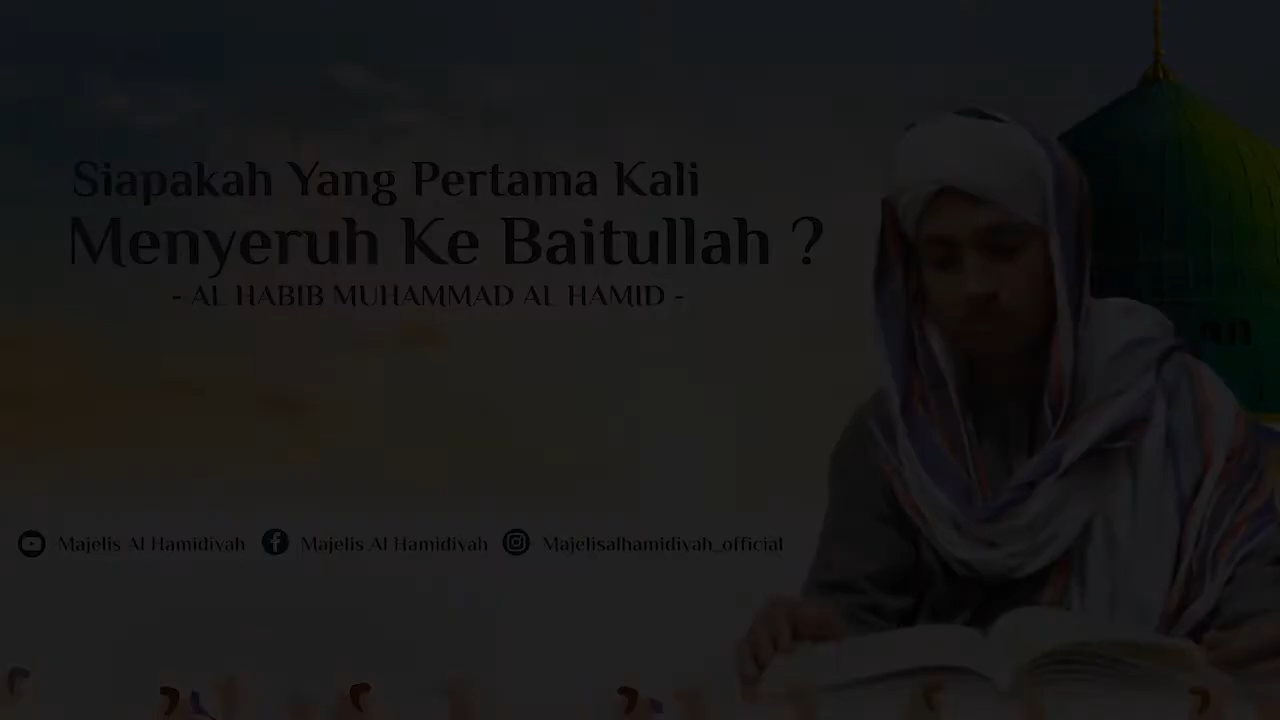 Siapakah Yang Pertama Kali
Menyeruh Ke Baitullah ?
- AL HABIB MUHAMMAD AL HAMID -
Majelis Al Hamidiyah Majelis Al Hamidiyah Majelisalhamidiyah_official